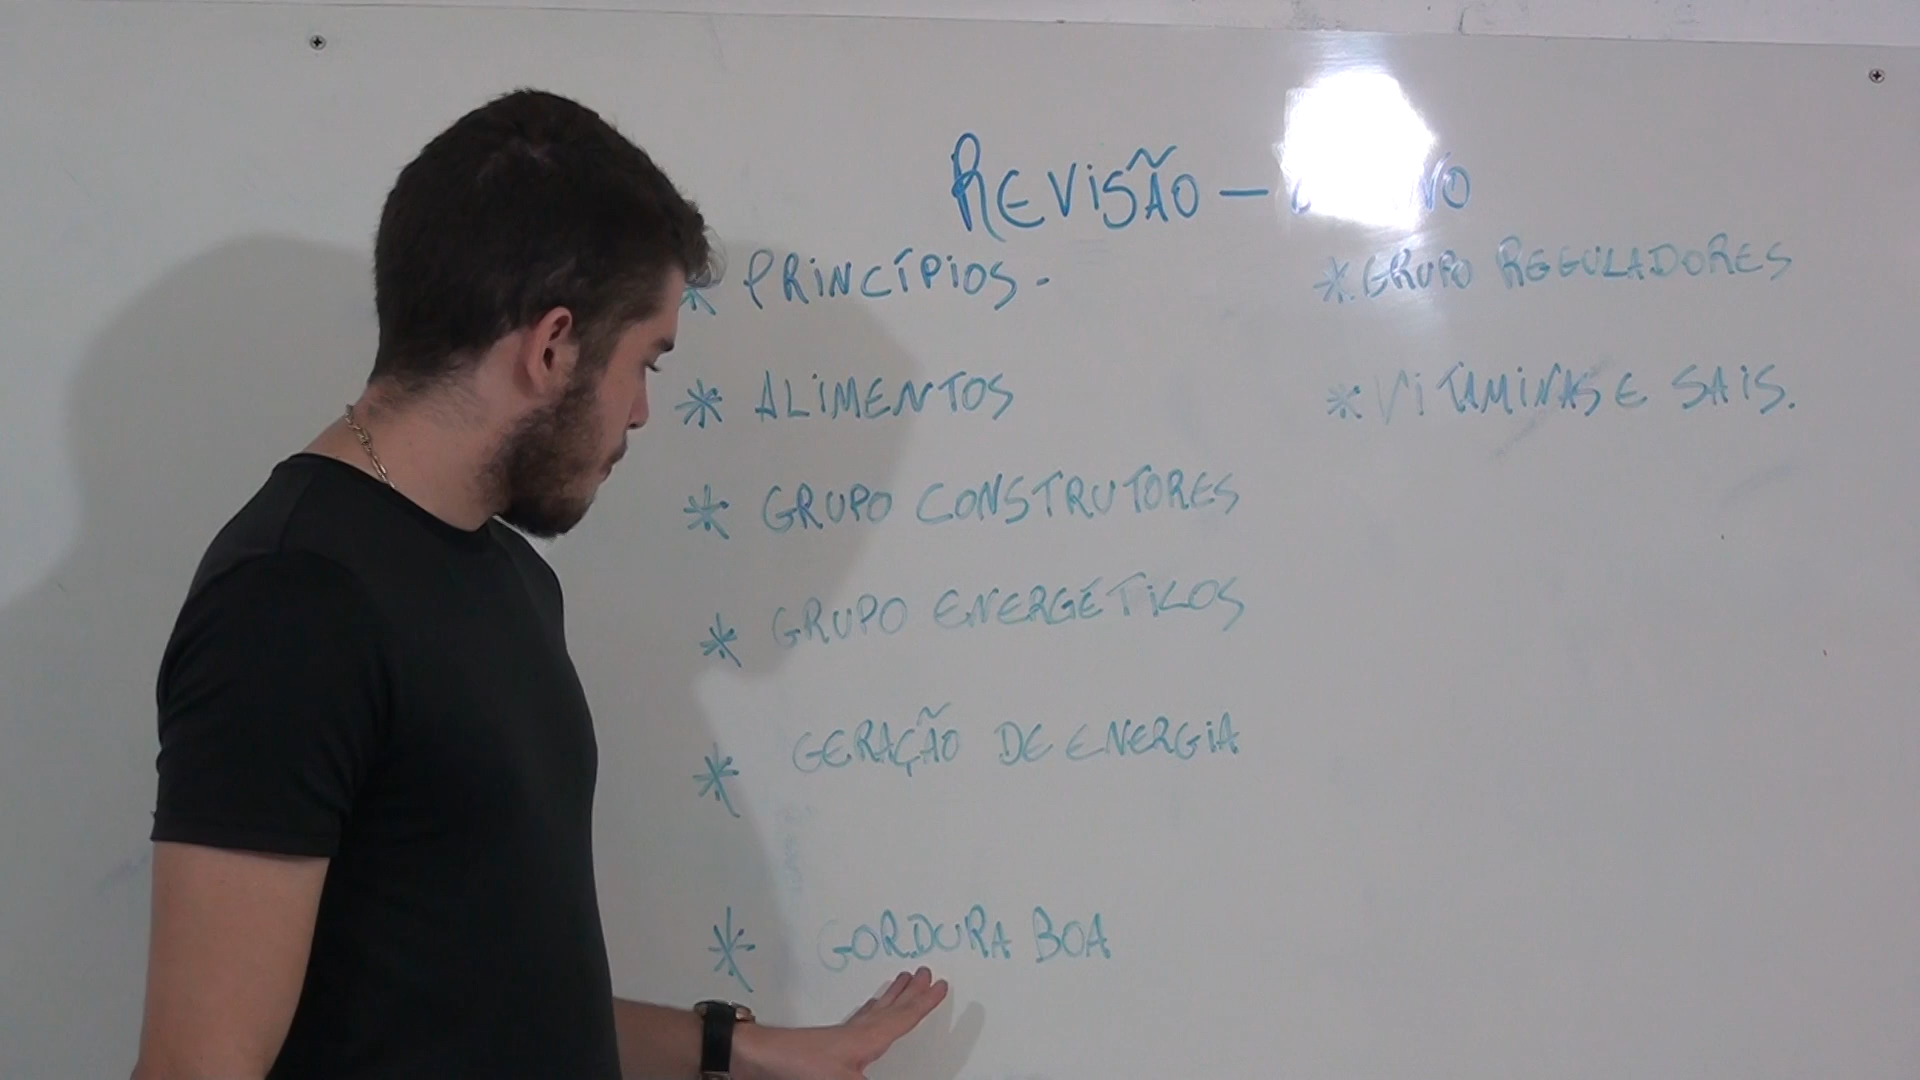 REVISÃO —
* PRINCÍPIOS.
* ALIMENTOS
* GRUPO CONSTRUTORES
* GRUPO ENERGÉTICOS
* GERAÇÃO DE ENERGIA
* GORDURA BOA
* GRUPO REGULADORES
* VITAMINAS E SAIS.